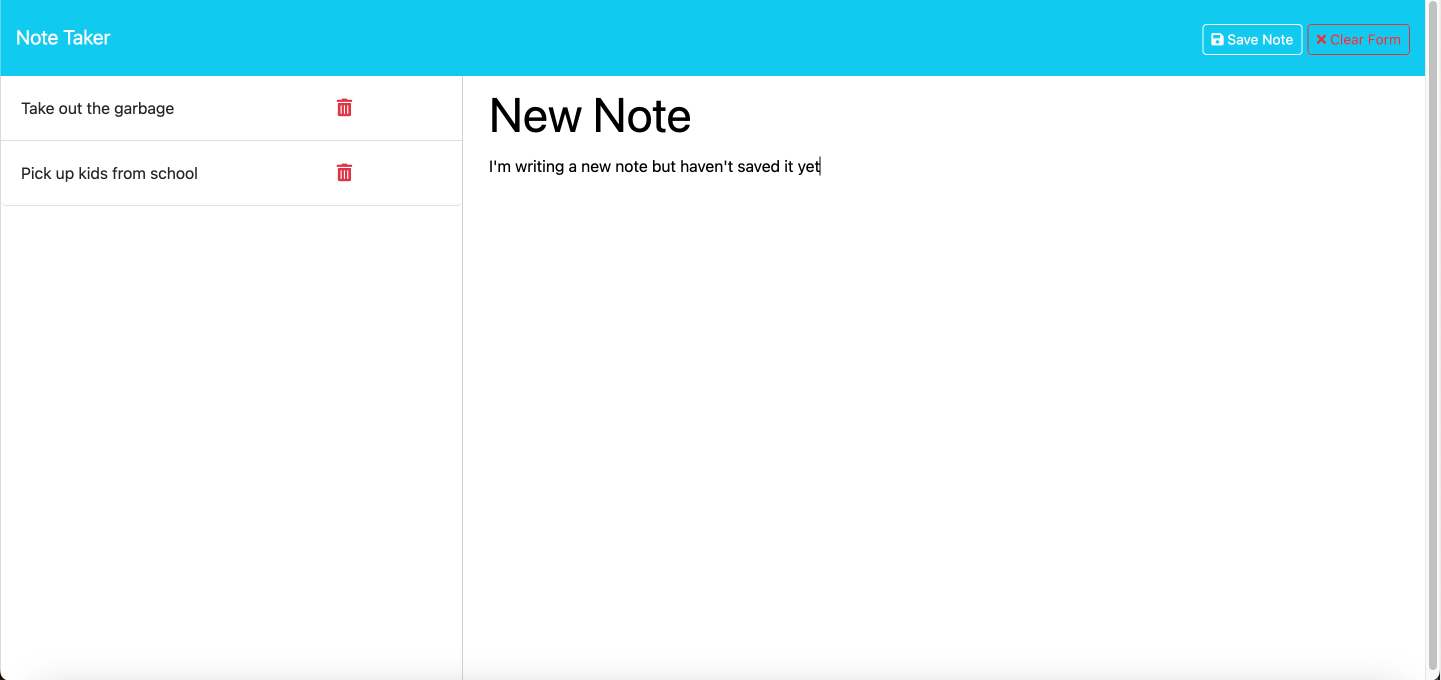 Note Taker
Save Note
Clear Form
Take out the garbage
Pick up kids from school
New Note
I'm writing a new note but haven't saved it yet